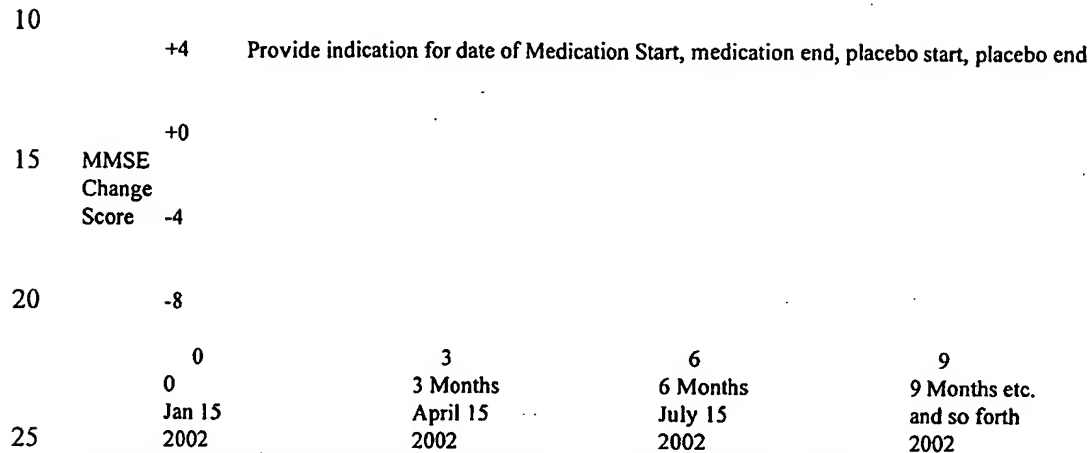 10
+4 Provide indication for date of Medication Start, medication end, placebo start, placebo end
+0
15 MMSE
Change
Score -4
20 -8
0 3 6 9
0 3 Months 6 Months 9 Months etc.
Jan 15 April 15 July 15 and so forth
25 2002 2002 2002 2002